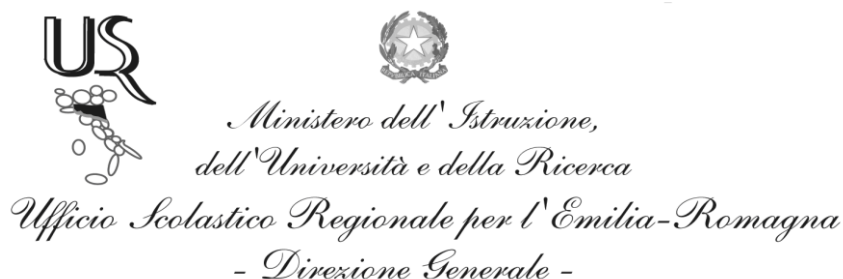 USR
Ministero dell' Istruzione,
dell'Università e della Ricerca
Ufficio Scolastico Regionale per l'Emilia-Romagna
- Direzione Generale -